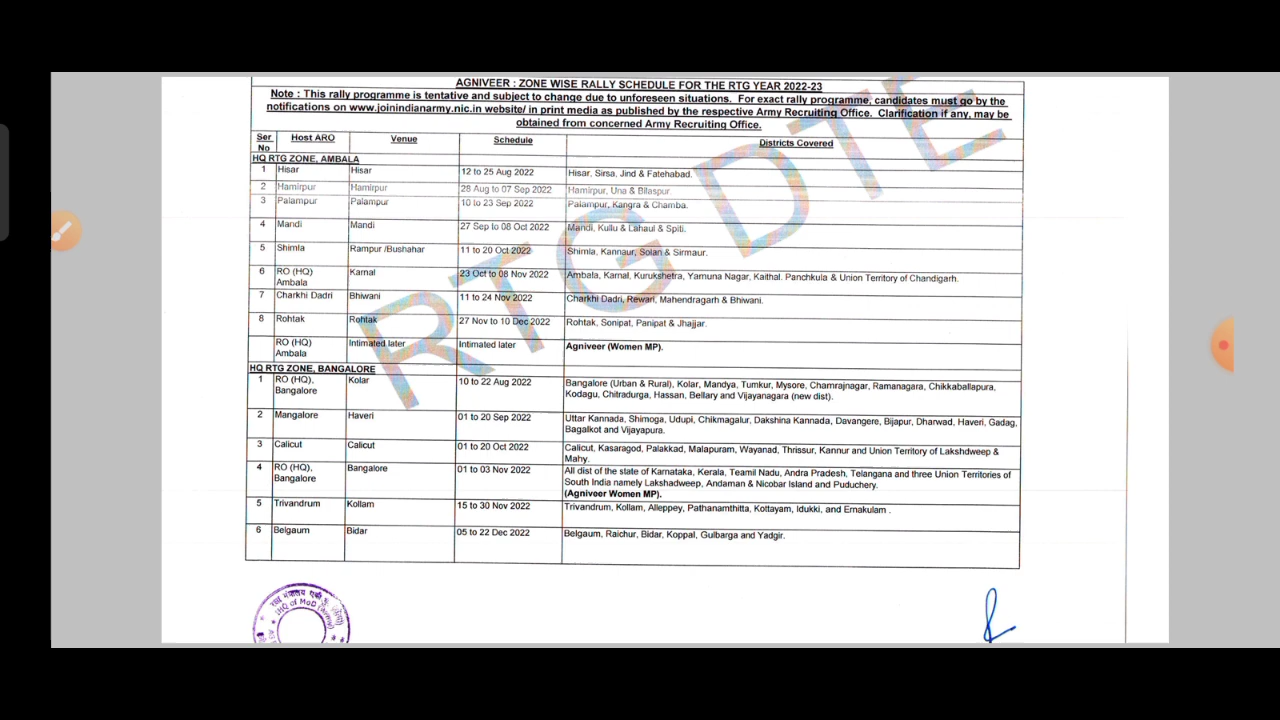 AGNIVEER : ZONE WISE RALLY SCHEDULE FOR THE RTG YEAR 2022-23
Note : This rally programme is tentative and subject to change due to unforeseen situations. For exact rally programme, candidates must go by the
notifications on www.joinindianarmy.nic.in website/ in print media as published by the respective Army Recruiting Office. Clarification if any, may be
obtained from concerned Army Recruiting Office.
Ser No Host ARO Venue Schedule Districts Covered
HQ RTG ZONE, AMBALA
1 Hisar Hisar 12 to 25 Aug 2022 Hisar, Sirsa, Jind & Fatehabad.
2 Hamirpur Hamirpur 28 Aug to 07 Sep 2022 Hamirpur, Una & Bilaspur
3 Palampur Palampur 10 to 23 Sep 2022 Palampur, Kangra & Chamba.
4 Mandi Mandi 27 Sep to 08 Oct 2022 Mandi, Kullu & Lahaul & Spiti.
5 Shimla Rampur /Bushahar 11 to 20 Oct 2022 Shimla, Kannaur, Solan & Sirmaur.
6 RO (HQ) Karnal 23 Oct to 08 Nov 2022 Ambala, Karnal, Kurukshetra, Yamuna Nagar, Kaithal. Panchkula & Union Territory of Chandigarh.
Ambala
7 Charkhi Dadri Bhiwani 11 to 24 Nov 2022 Charkhi Dadri, Rewari, Mahendragarh & Bhiwani.
8 Rohtak Rohtak 27 Nov to 10 Dec 2022 Rohtak, Sonipat, Panipat & Jhajjar.
RO (HQ) Intimated later Intimated later Agniveer (Women MP).
Ambala
HQ RTG ZONE, BANGALORE
1 RO (HQ), Kolar 10 to 22 Aug 2022 Bangalore (Urban & Rural), Kolar, Mandya, Tumkur, Mysore, Chamrajnagar, Ramanagara, Chikkaballapura,
Bangalore Kodagu, Chitradurga, Hassan, Bellary and Vijayanagara (new dist).
2 Mangalore Haveri 01 to 20 Sep 2022 Uttar Kannada, Shimoga, Udupi, Chikmagalur, Dakshina Kannada, Davangere, Bijapur, Dharwad, Haveri, Gadag,
Bagalkot and Vijayapura.
3 Calicut Calicut 01 to 20 Oct 2022 Calicut, Kasaragod, Palakkad, Malapuram, Wayanad, Thrissur, Kannur and Union Territory of Lakshdweep &
Mahy.
4 RO (HQ), Bangalore 01 to 03 Nov 2022 All dist of the state of Karnataka, Kerala, Teamil Nadu, Andra Pradesh, Telangana and three Union Territories of
Bangalore South India namely Lakshadweep, Andaman & Nicobar Island and Puduchery.
(Agniveer Women MP).
5 Trivandrum Kollam 15 to 30 Nov 2022 Trivandrum, Kollam, Alleppey, Pathanamthitta, Kottayam, Idukki, and Ernakulam .
6 Belgaum Bidar 05 to 22 Dec 2022 Belgaum, Raichur, Bidar, Koppal, Gulbarga and Yadgir.
RTG DTE
IHQ of MoD (Army)